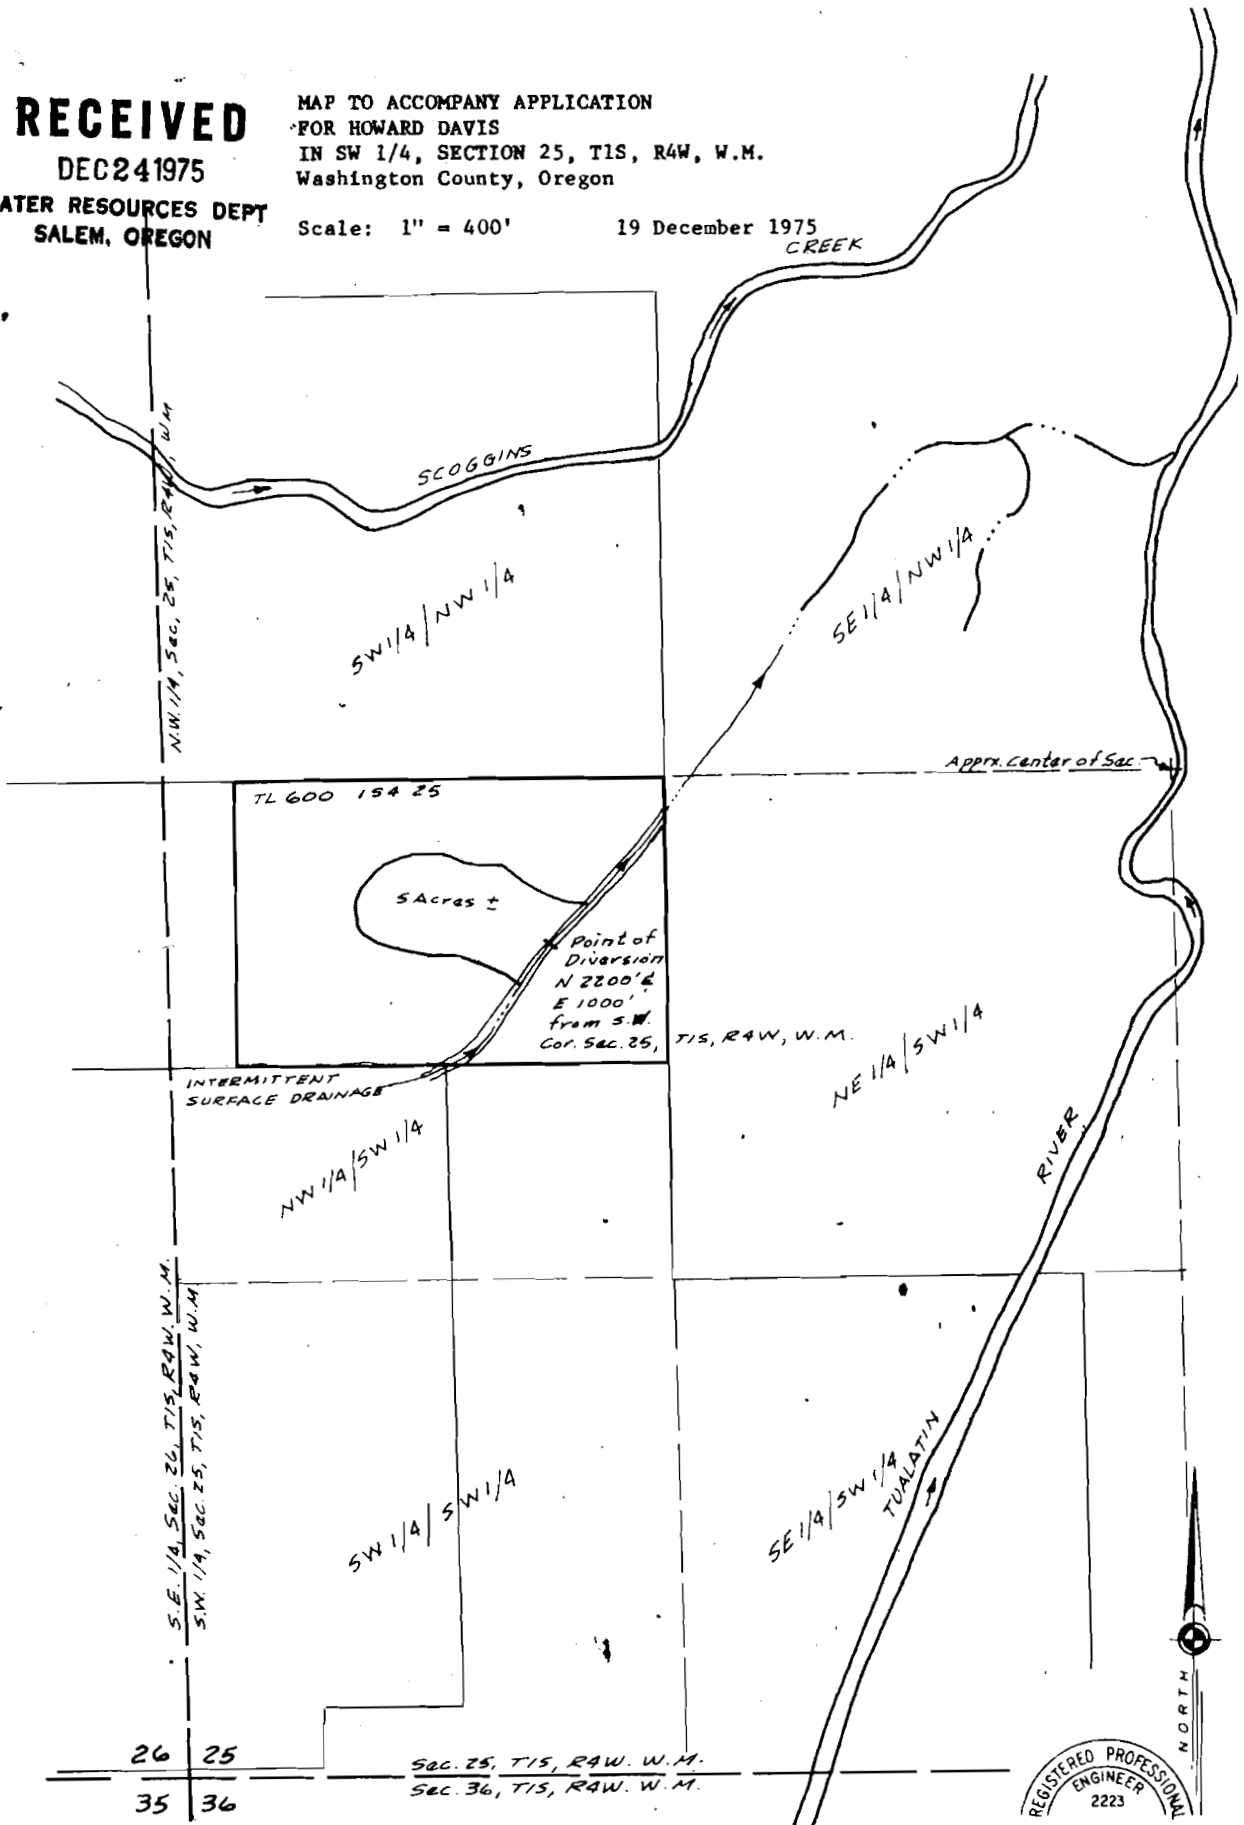 RECEIVED
DEC 24 1975
ATER RESOURCES DEPT
SALEM, OREGON
MAP TO ACCOMPANY APPLICATION
FOR HOWARD DAVIS
IN SW 1/4, SECTION 25, T1S, R4W, W.M.
Washington County, Oregon
Scale: 1" = 400'
19 December 1975
CREEK
SCOGGINS
N.W. 1/4, Sec, 25, T1S, R4W, WM
SW 1/4 / NW 1/4
SE 1/4 / NW 1/4
Apprx. Center of Sec.
TL 600 1S4 25
5 Acres ±
Point of
Diversion
N 2200' &
E 1000'
from S.W.
Cor. Sec. 25, T1S, R4W, W.M.
INTERMITTENT
SURFACE DRAINAGE
NW 1/4 / SW 1/4
NE 1/4 / SW 1/4
RIVER
TUALATIN
S.E. 1/4, Sec. 26, T1S, R4W. W.M.
S.W. 1/4, Sec. 25, T1S, R4W, W.M
SW 1/4 / SW 1/4
SE 1/4 / SW 1/4
NORTH
26 25
35 36
Sec. 25, T1S, R4W. W.M.
Sec. 36, T1S, R4W. W.M.
REGISTERED PROFESSIONAL
ENGINEER
2223